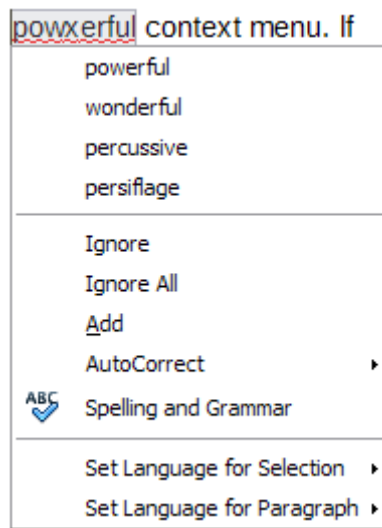 powxerful context menu. If
powerful
wonderful
percussive
persiflage
Ignore
Ignore All
Add
AutoCorrect
ABC Spelling and Grammar
Set Language for Selection
Set Language for Paragraph